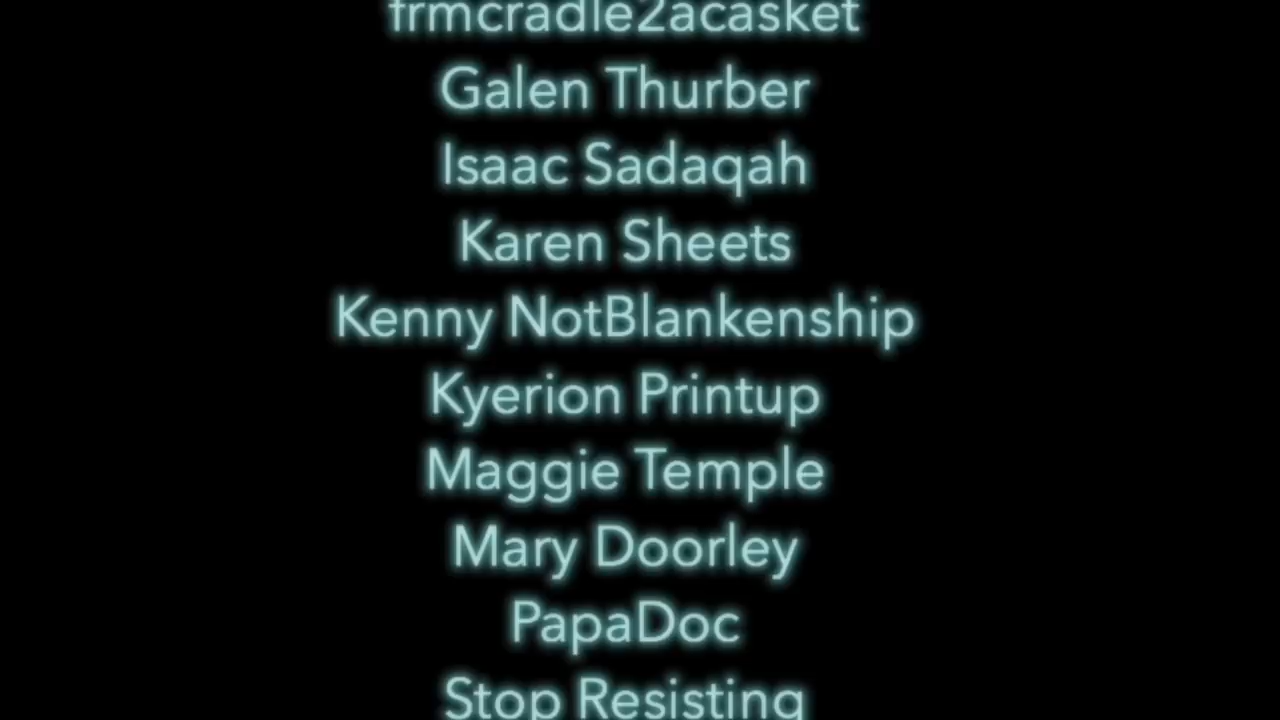 frmcradle2acasket
Galen Thurber
Isaac Sadaqah
Karen Sheets
Kenny NotBlankenship
Kyerion Printup
Maggie Temple
Mary Doorley
PapaDoc
Stop Resisting